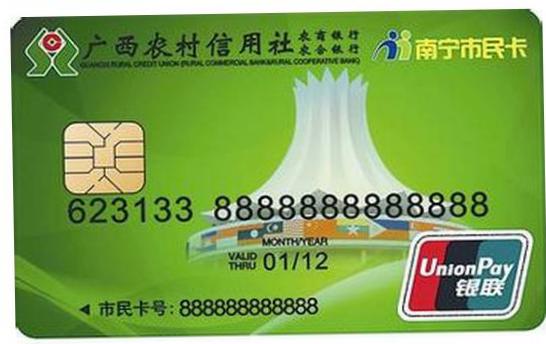 广西农村信用社 农商银行 农合银行
GUANGXI RURAL CREDIT UNION (RURAL COMMERCIAL BANK&RURAL COOPERATIVE BANK)
南宁市民卡
623133 8888888888888
MONTH/YEAR
VALID THRU 01/12
UnionPay
银联
市民卡号: 888888888888